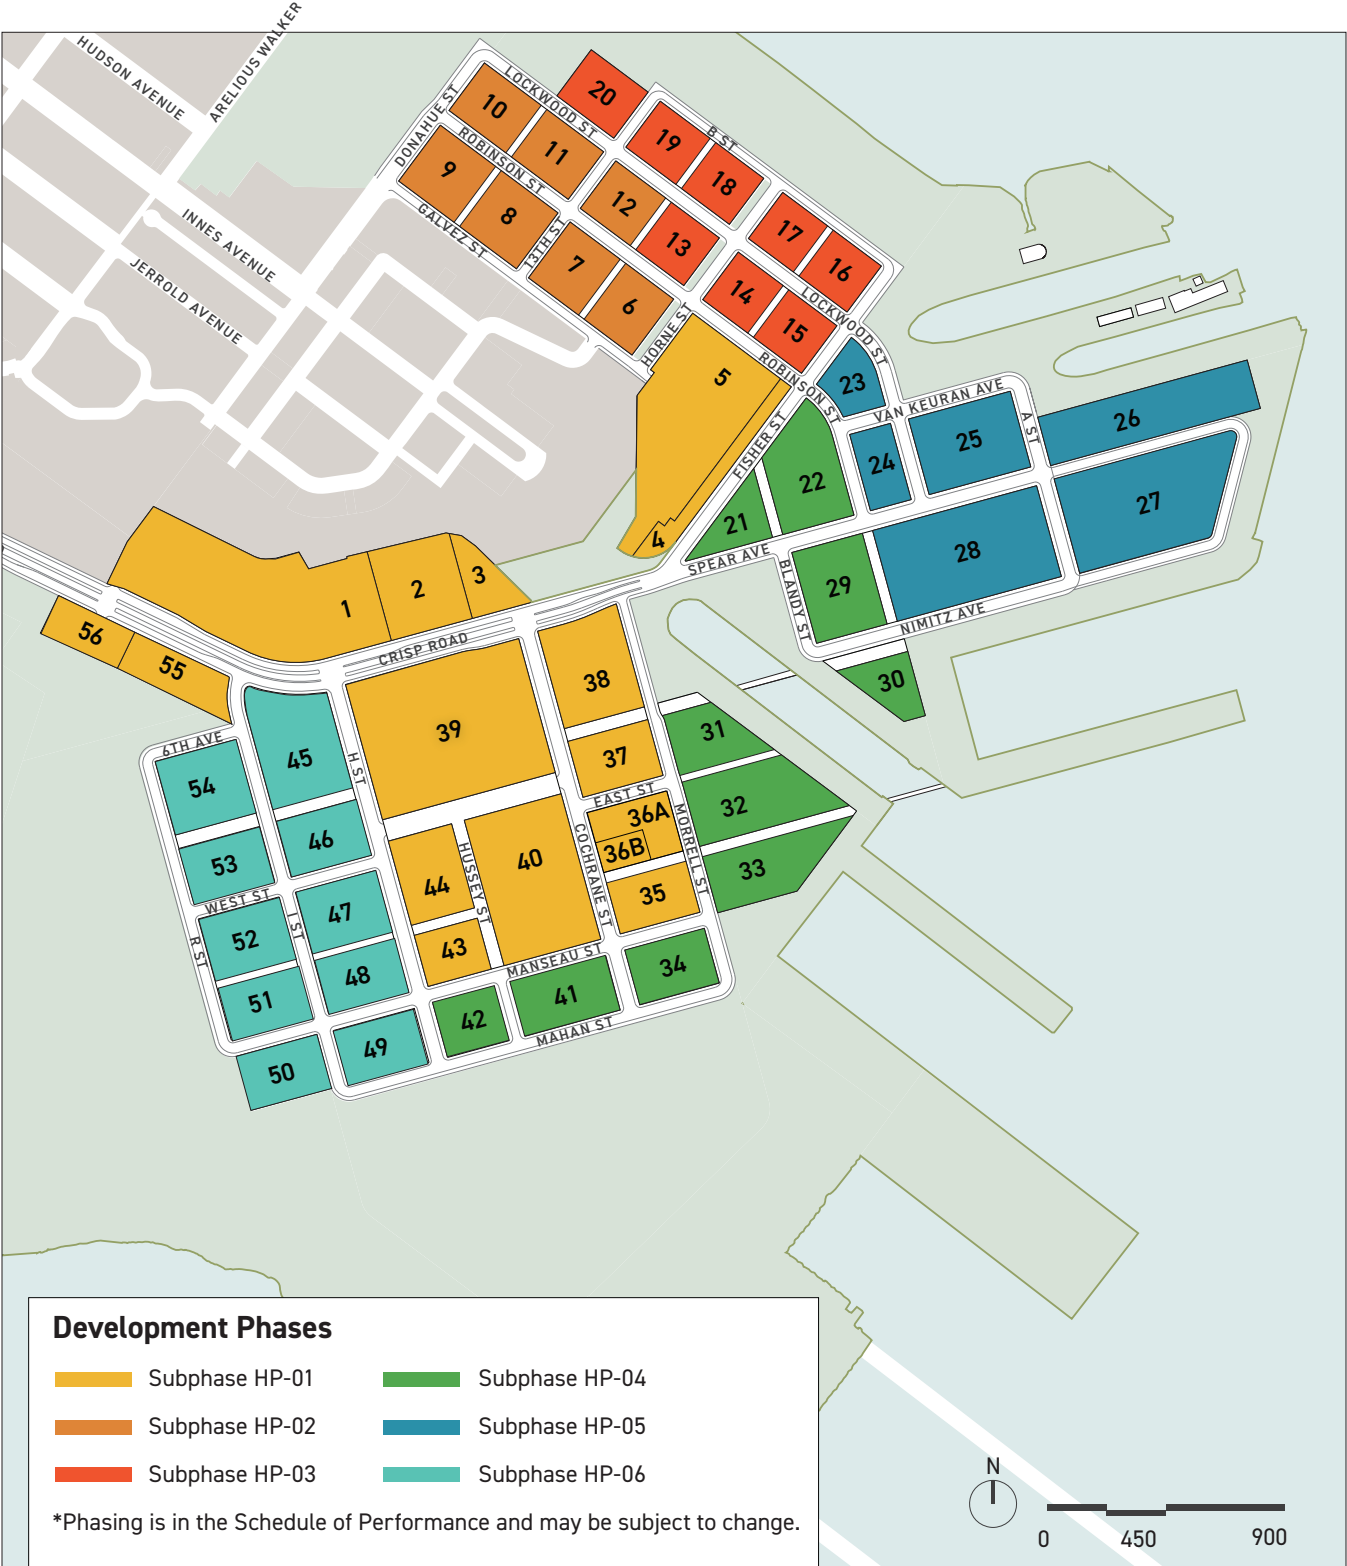 HUDSON AVENUE
ARELIOUS WALKER
INNES AVENUE
JERROLD AVENUE
DONAHUE ST
LOCKWOOD ST
ROBINSON ST
GALVEZ ST
13TH ST
HORNE ST
B ST
LOCKWOOD ST
ROBINSON ST
FISHER ST
VAN KEURAN AVE
A ST
SPEAR AVE
BLANDY ST
NIMITZ AVE
CRISP ROAD
6TH AVE
H ST
EAST ST
MORRELL ST
COCHRANE ST
HUSSEY ST
WEST ST
I ST
R ST
MANSEAU ST
MAHAN ST
20
10
19
11
18
9
12
8
17
13
16
7
14
6
15
5
23
26
25
24
22
27
21
4
28
3
2
29
1
56
55
38
30
39
31
45
37
54
32
36A
46
36B
40
53
33
44
35
47
52
43
34
48
41
51
42
49
50
Development Phases
Subphase HP-01
Subphase HP-02
Subphase HP-03
Subphase HP-04
Subphase HP-05
Subphase HP-06
*Phasing is in the Schedule of Performance and may be subject to change.
N
0 450 900